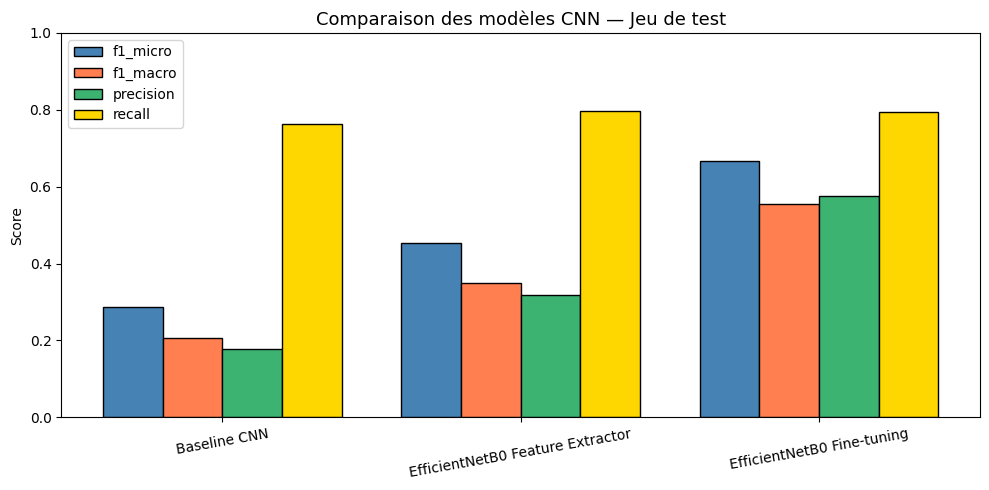 Comparaison des modèles CNN — Jeu de test
1.0
0.8
0.6
0.4
0.2
0.0
Score
f1_micro
f1_macro
precision
recall
Baseline CNN
EfficientNetB0 Feature Extractor
EfficientNetB0 Fine-tuning